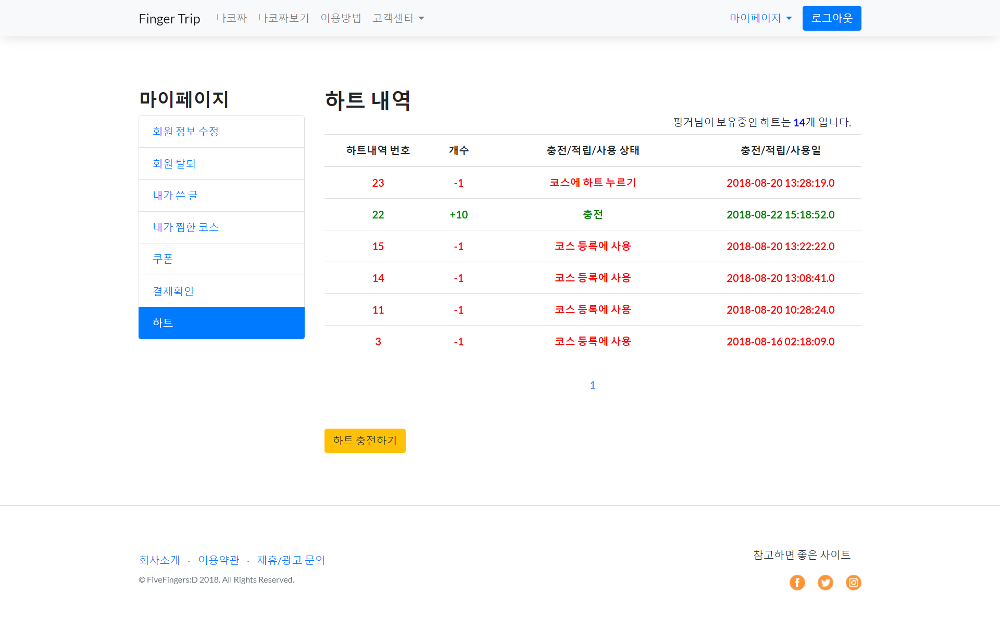 Finger Trip 나코짜 나코짜보기 이용방법 고객센터 마이페이지 로그아웃
마이페이지
회원 정보 수정
회원 탈퇴
내가 쓴 글
내가 찜한 코스
쿠폰
결제확인
하트
하트 내역
핑거님이 보유중인 하트는 14개 입니다.
하트내역 번호 개수 충전/적립/사용 상태 충전/적립/사용일
23 -1 코스에 하트 누르기 2018-08-20 13:28:19.0
22 +10 충전 2018-08-22 15:18:52.0
15 -1 코스 등록에 사용 2018-08-20 13:22:22.0
14 -1 코스 등록에 사용 2018-08-20 13:08:41.0
11 -1 코스 등록에 사용 2018-08-20 10:28:24.0
3 -1 코스 등록에 사용 2018-08-16 02:18:09.0
1
하트 충전하기
회사소개 · 이용약관 · 제휴/광고 문의
© FiveFingers:D 2018. All Rights Reserved.
참고하면 좋은 사이트